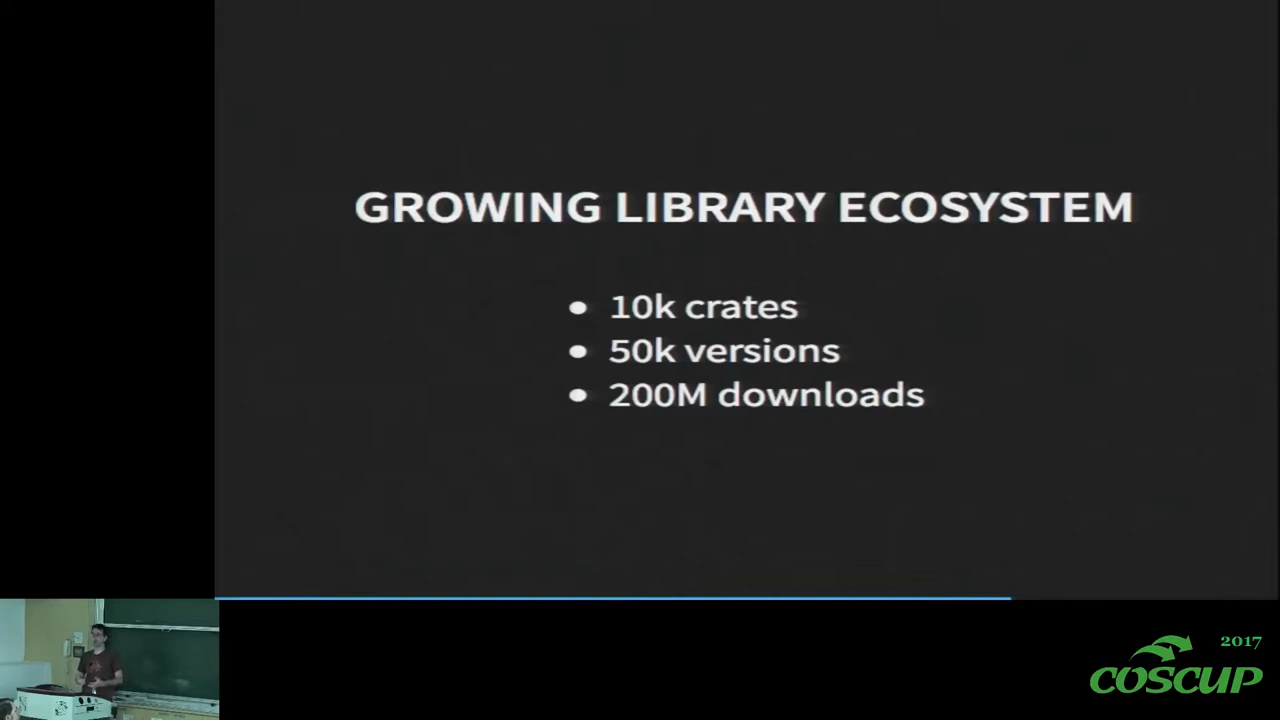 GROWING LIBRARY ECOSYSTEM
10k crates
50k versions
200M downloads
2017
COSCUP